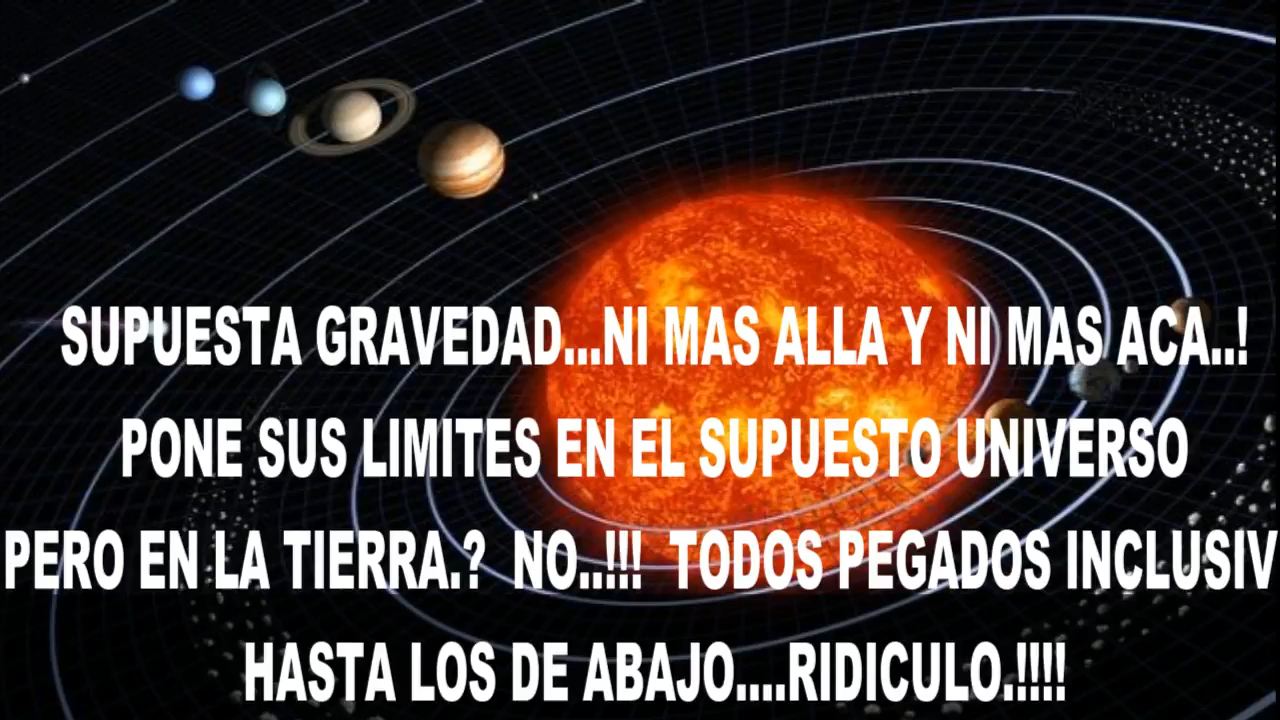 SUPUESTA GRAVEDAD...NI MAS ALLA Y NI MAS ACA..!
PONE SUS LIMITES EN EL SUPUESTO UNIVERSO
PERO EN LA TIERRA.? NO..!!! TODOS PEGADOS INCLUSIV
HASTA LOS DE ABAJO....RIDICULO.!!!!